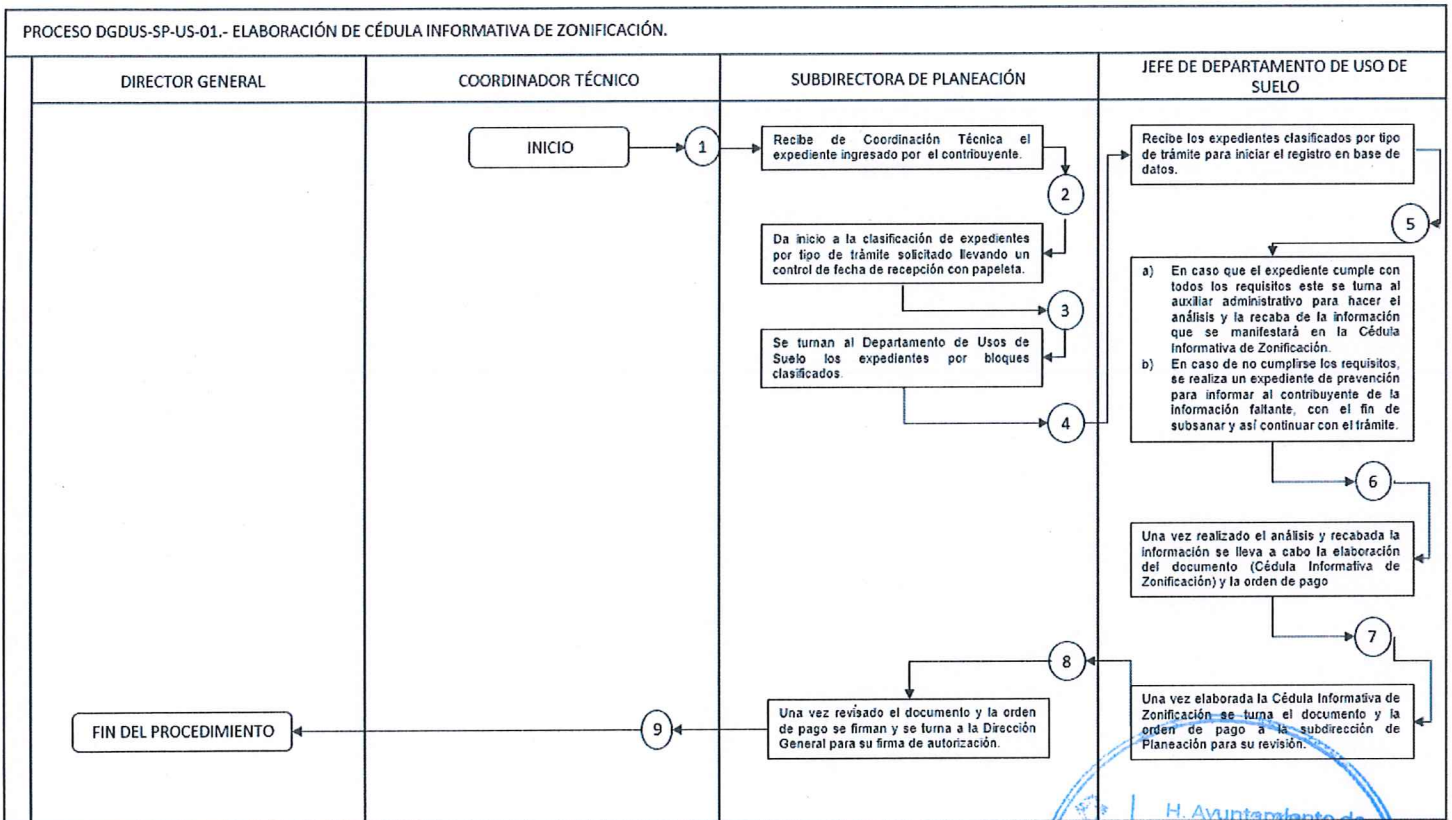 PROCESO DGDUS-SP-US-01.- ELABORACIÓN DE CÉDULA INFORMATIVA DE ZONIFICACIÓN.
DIRECTOR GENERAL
COORDINADOR TÉCNICO
SUBDIRECTORA DE PLANEACIÓN
JEFE DE DEPARTAMENTO DE USO DE
SUELO
INICIO
1
Recibe de Coordinación Técnica el
expediente ingresado por el contribuyente.
2
Da inicio a la clasificación de expedientes
por tipo de trámite solicitado llevando un
control de fecha de recepción con papeleta.
3
Se turnan al Departamento de Usos de
Suelo los expedientes por bloques
clasificados.
4
Recibe los expedientes clasificados por tipo
de trámite para iniciar el registro en base de
datos.
5
a) En caso que el expediente cumple con
todos los requisitos este se turna al
auxiliar administrativo para hacer el
análisis y la recaba de la información
que se manifestará en la Cédula
Informativa de Zonificación.
b) En caso de no cumplirse los requisitos,
se realiza un expediente de prevención
para informar al contribuyente de la
información faltante, con el fin de
subsanar y así continuar con el trámite.
6
Una vez realizado el análisis y recabada la
información se lleva a cabo la elaboración
del documento (Cédula Informativa de
Zonificación) y la orden de pago
7
Una vez elaborada la Cédula Informativa de
Zonificación se turna el documento y la
orden de pago a la subdirección de
Planeación para su revisión.
8
Una vez revisado el documento y la orden
de pago se firman y se turna a la Dirección
General para su firma de autorización.
9
FIN DEL PROCEDIMIENTO
H. Ayuntamiento de